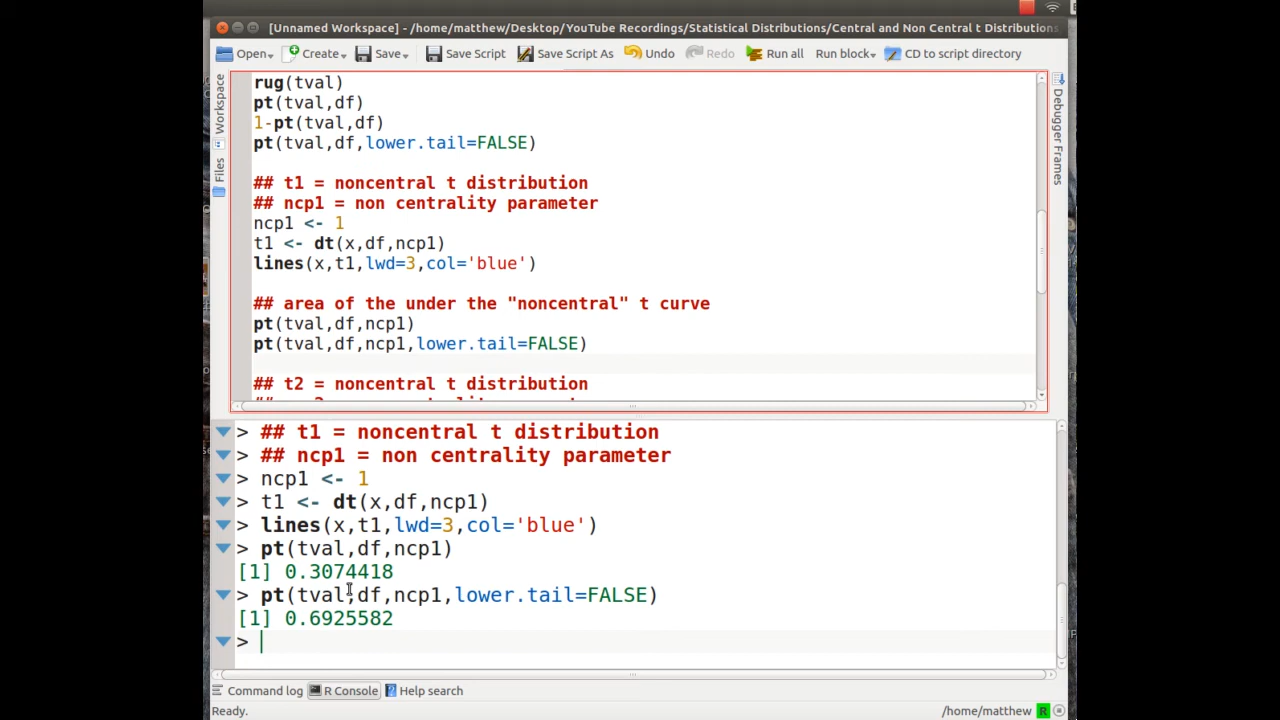 [Unnamed Workspace] - /home/matthew/Desktop/YouTube Recordings/Statistical Distributions/Central and Non Central t Distributions
Open Create Save Save Script Save Script As Undo Redo Run all Run block CD to script directory
Workspace
Files
Debugger Frames
rug(tval)
pt(tval,df)
1-pt(tval,df)
pt(tval,df,lower.tail=FALSE)
## t1 = noncentral t distribution
## ncp1 = non centrality parameter
ncp1 <- 1
t1 <- dt(x,df,ncp1)
lines(x,t1,lwd=3,col='blue')
## area of the under the "noncentral" t curve
pt(tval,df,ncp1)
pt(tval,df,ncp1,lower.tail=FALSE)
## t2 = noncentral t distribution
> ## t1 = noncentral t distribution
> ## ncp1 = non centrality parameter
> ncp1 <- 1
> t1 <- dt(x,df,ncp1)
> lines(x,t1,lwd=3,col='blue')
> pt(tval,df,ncp1)
[1] 0.3074418
> pt(tval,df,ncp1,lower.tail=FALSE)
[1] 0.6925582
>
Command log R Console Help search
Ready. /home/matthew R